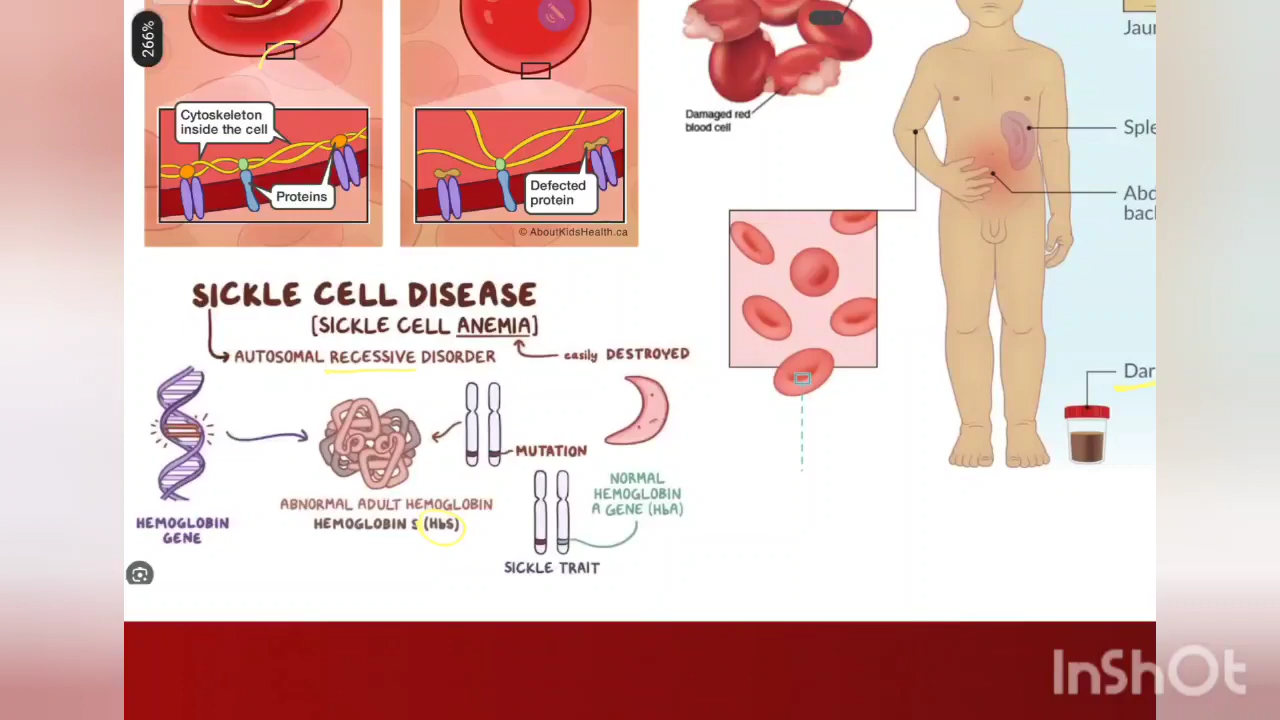 266%
Cytoskeleton
inside the cell
Proteins
Defected
protein
© AboutKidsHealth.ca
Damaged red
blood cell
Jaun
Sple
Abd
back
Dar
SICKLE CELL DISEASE
[SICKLE CELL ANEMIA]
AUTOSOMAL RECESSIVE DISORDER
easily DESTROYED
MUTATION
HEMOGLOBIN
GENE
ABNORMAL ADULT HEMOGLOBIN
HEMOGLOBIN S (HbS)
NORMAL
HEMOGLOBIN
A GENE (HbA)
SICKLE TRAIT
InShOt